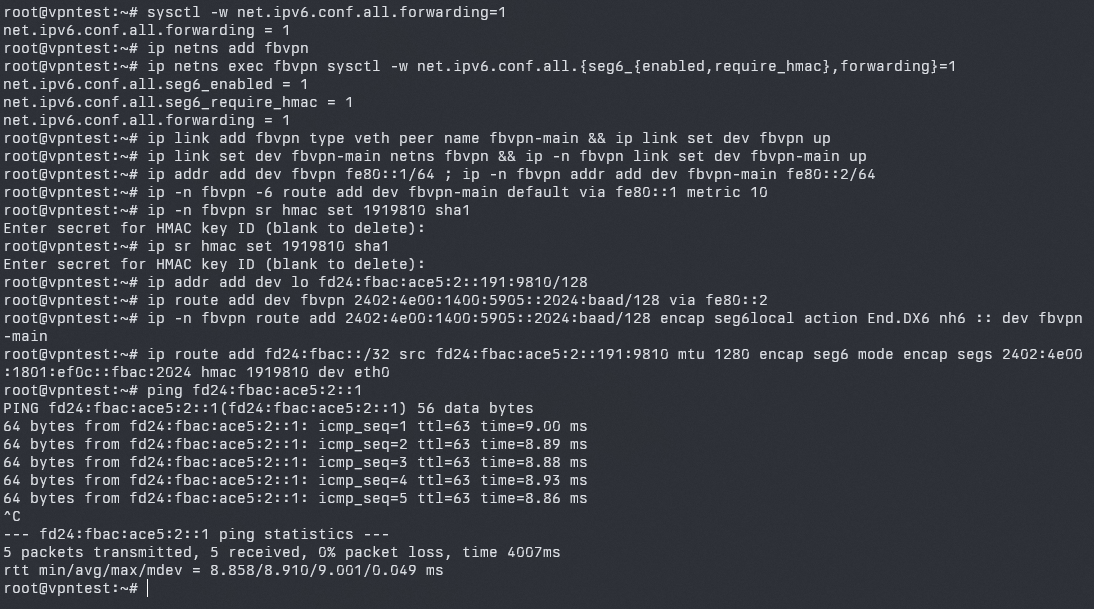 root@vpntest:~# sysctl -w net.ipv6.conf.all.forwarding=1
net.ipv6.conf.all.forwarding = 1
root@vpntest:~# ip netns add fbvpn
root@vpntest:~# ip netns exec fbvpn sysctl -w net.ipv6.conf.all.{seg6_{enabled,require_hmac},forwarding}=1
net.ipv6.conf.all.seg6_enabled = 1
net.ipv6.conf.all.seg6_require_hmac = 1
net.ipv6.conf.all.forwarding = 1
root@vpntest:~# ip link add fbvpn type veth peer name fbvpn-main && ip link set dev fbvpn up
root@vpntest:~# ip link set dev fbvpn-main netns fbvpn && ip -n fbvpn link set dev fbvpn-main up
root@vpntest:~# ip addr add dev fbvpn fe80::1/64 ; ip -n fbvpn addr add dev fbvpn-main fe80::2/64
root@vpntest:~# ip -n fbvpn -6 route add dev fbvpn-main default via fe80::1 metric 10
root@vpntest:~# ip -n fbvpn sr hmac set 1919810 sha1
Enter secret for HMAC key ID (blank to delete):
root@vpntest:~# ip sr hmac set 1919810 sha1
Enter secret for HMAC key ID (blank to delete):
root@vpntest:~# ip addr add dev lo fd24:fbac:ace5:2::191:9810/128
root@vpntest:~# ip route add dev fbvpn 2402:4e00:1400:5905::2024:baad/128 via fe80::2
root@vpntest:~# ip -n fbvpn route add 2402:4e00:1400:5905::2024:baad/128 encap seg6local action End.DX6 nh6 :: dev fbvpn
-main
root@vpntest:~# ip route add fd24:fbac::/32 src fd24:fbac:ace5:2::191:9810 mtu 1280 encap seg6 mode encap segs 2402:4e00
:1801:ef0c::fbac:2024 hmac 1919810 dev eth0
root@vpntest:~# ping fd24:fbac:ace5:2::1
PING fd24:fbac:ace5:2::1(fd24:fbac:ace5:2::1) 56 data bytes
64 bytes from fd24:fbac:ace5:2::1: icmp_seq=1 ttl=63 time=9.00 ms
64 bytes from fd24:fbac:ace5:2::1: icmp_seq=2 ttl=63 time=8.89 ms
64 bytes from fd24:fbac:ace5:2::1: icmp_seq=3 ttl=63 time=8.88 ms
64 bytes from fd24:fbac:ace5:2::1: icmp_seq=4 ttl=63 time=8.93 ms
64 bytes from fd24:fbac:ace5:2::1: icmp_seq=5 ttl=63 time=8.86 ms
^C
--- fd24:fbac:ace5:2::1 ping statistics ---
5 packets transmitted, 5 received, 0% packet loss, time 4007ms
rtt min/avg/max/mdev = 8.858/8.910/9.001/0.049 ms
root@vpntest:~#